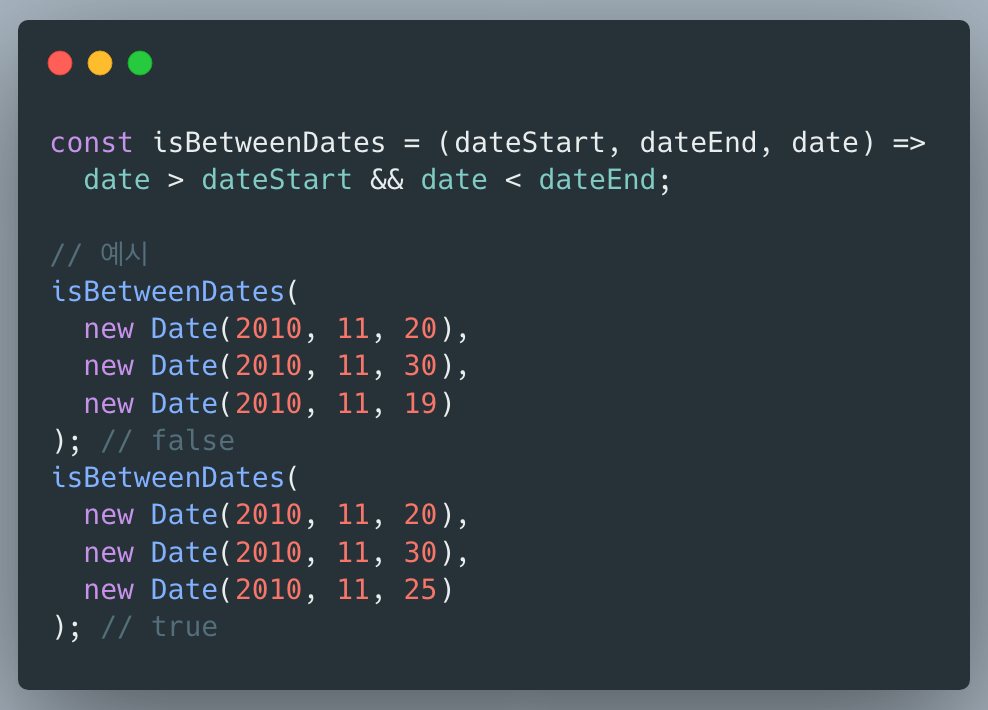 const isBetweenDates = (dateStart, dateEnd, date) =>
  date > dateStart && date < dateEnd;

// 예시
isBetweenDates(
  new Date(2010, 11, 20),
  new Date(2010, 11, 30),
  new Date(2010, 11, 19)
); // false
isBetweenDates(
  new Date(2010, 11, 20),
  new Date(2010, 11, 30),
  new Date(2010, 11, 25)
); // true